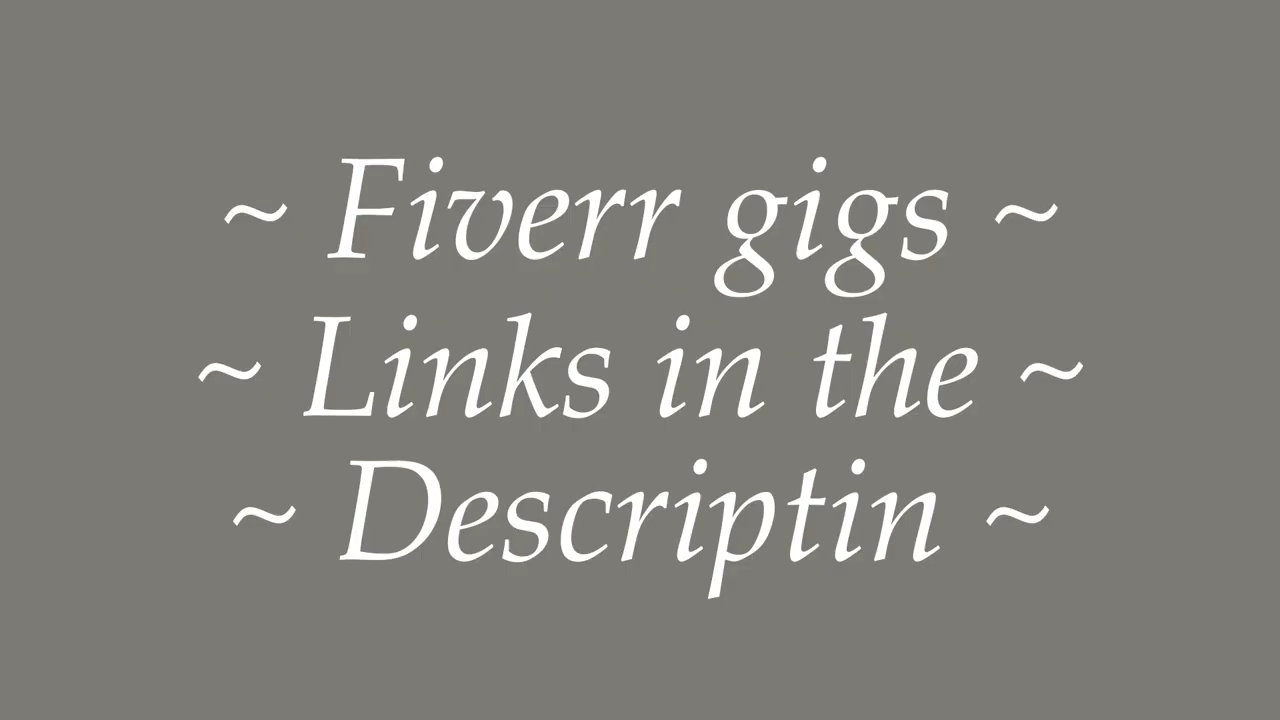 ~ Fiverr gigs ~
~ Links in the ~
~ Descriptin ~